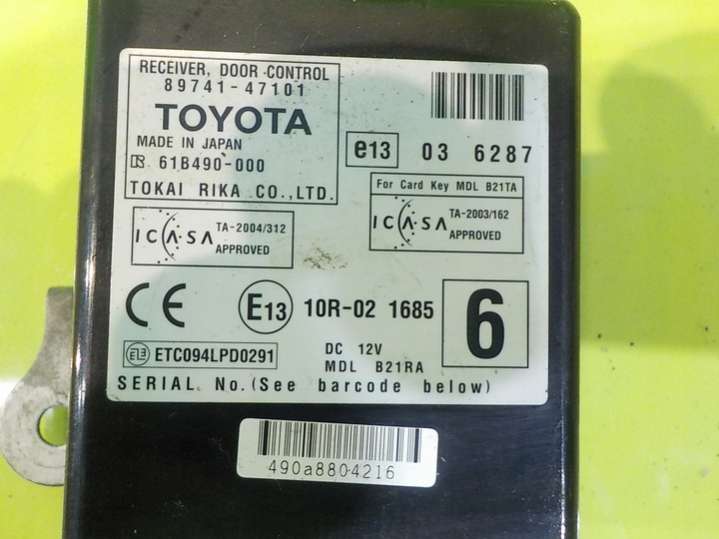 RECEIVER, DOOR CONTROL
89741-47101
TOYOTA
MADE IN JAPAN
61B490-000
TOKAI RIKA CO.,LTD.
e13 03 6287
For Card Key MDL B21TA
ICASA TA-2003/162 APPROVED
ICASA TA-2004/312 APPROVED
CE E13 10R-02 1685 6
ETC094LPD0291
DC 12V
MDL B21RA
SERIAL No.(See barcode below)
490a8804216